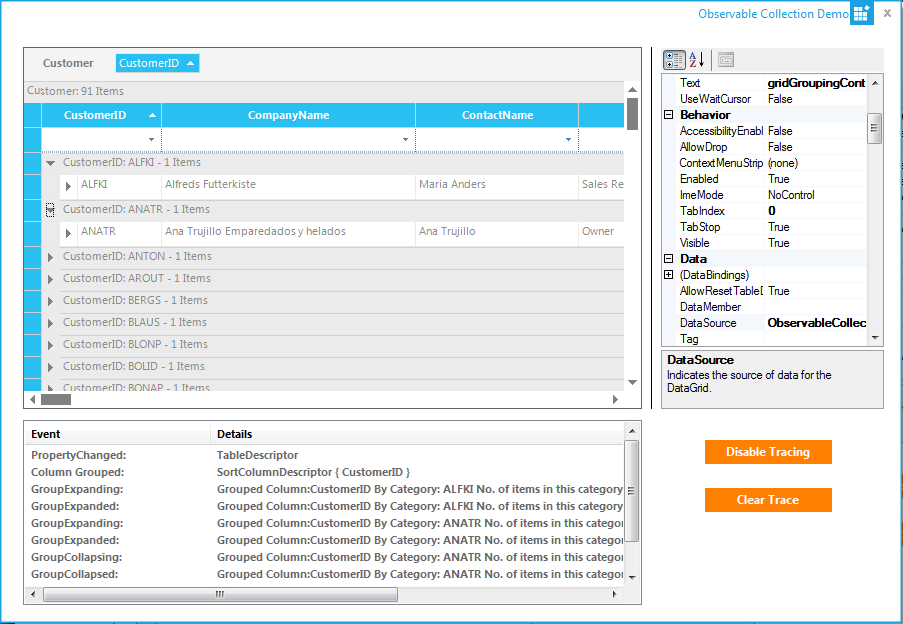 Observable Collection Demo
Customer CustomerID
Customer: 91 Items
CustomerID CompanyName ContactName
CustomerID: ALFKI - 1 Items
ALFKI Alfreds Futterkiste Maria Anders Sales Re
CustomerID: ANATR - 1 Items
ANATR Ana Trujillo Emparedados y helados Ana Trujillo Owner
CustomerID: ANTON - 1 Items
CustomerID: AROUT - 1 Items
CustomerID: BERGS - 1 Items
CustomerID: BLAUS - 1 Items
CustomerID: BLONP - 1 Items
CustomerID: BOLID - 1 Items
CustomerID: BONAP - 1 Items
A Z
Text gridGroupingCont
UseWaitCursor False
Behavior
AccessibilityEnabl False
AllowDrop False
ContextMenuStrip (none)
Enabled True
ImeMode NoControl
TabIndex 0
TabStop True
Visible True
Data
(DataBindings)
AllowResetTableD True
DataMember
DataSource ObservableCollec
Tag
DataSource
Indicates the source of data for the
DataGrid.
Event Details
PropertyChanged: TableDescriptor
Column Grouped: SortColumnDescriptor { CustomerID }
GroupExpanding: Grouped Column:CustomerID By Category: ALFKI No. of items in this category
GroupExpanded: Grouped Column:CustomerID By Category: ALFKI No. of items in this category
GroupExpanding: Grouped Column:CustomerID By Category: ANATR No. of items in this catego
GroupExpanded: Grouped Column:CustomerID By Category: ANATR No. of items in this catego
GroupCollapsing: Grouped Column:CustomerID By Category: ANATR No. of items in this catego
GroupCollapsed: Grouped Column:CustomerID By Category: ANATR No. of items in this catego
Disable Tracing
Clear Trace